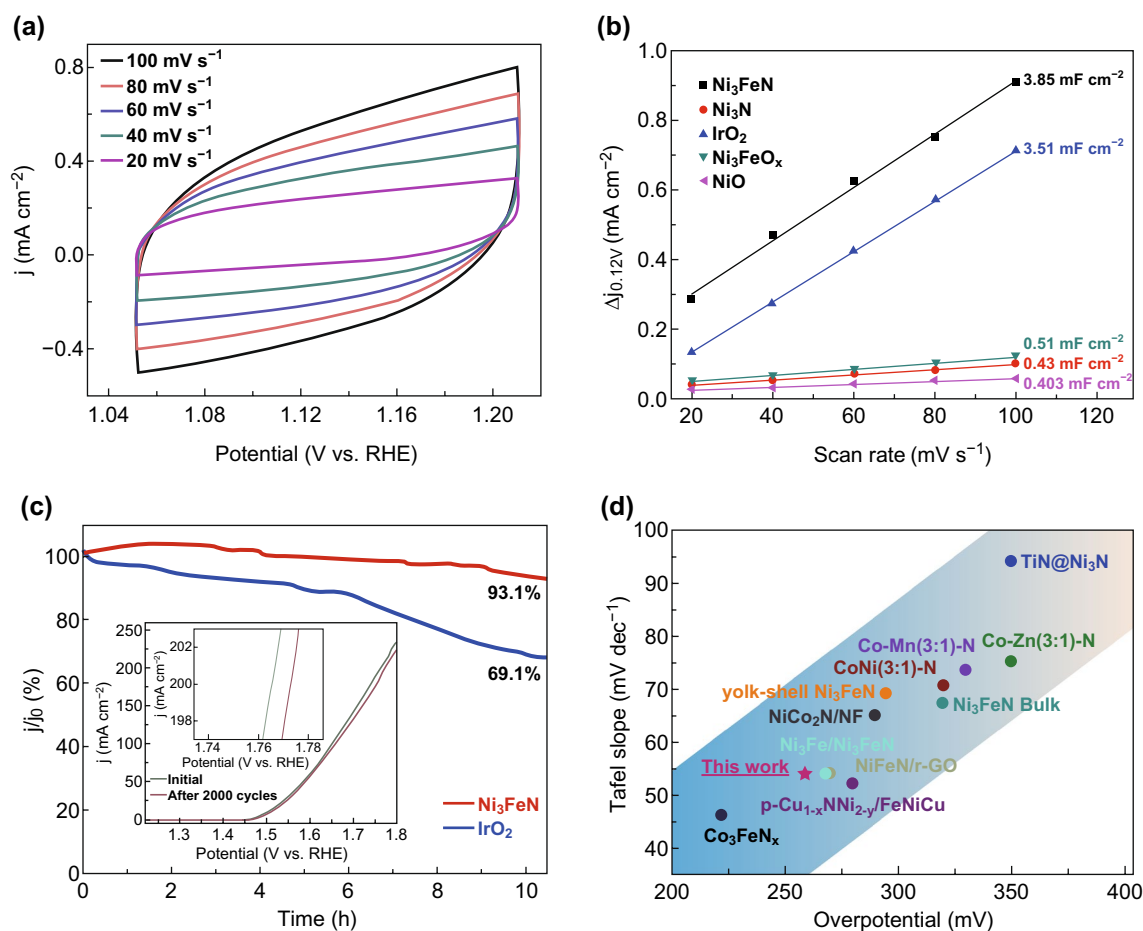 (a)
100 mV s⁻¹
80 mV s⁻¹
60 mV s⁻¹
40 mV s⁻¹
20 mV s⁻¹
0.8
0.4
0.0
−0.4
j (mA cm⁻²)
1.04
1.08
1.12
1.16
1.20
Potential (V vs. RHE)
(b)
Ni₃FeN
Ni₃N
IrO₂
Ni₃FeOₓ
NiO
3.85 mF cm⁻²
3.51 mF cm⁻²
0.51 mF cm⁻²
0.43 mF cm⁻²
0.403 mF cm⁻²
1.0
0.8
0.6
0.4
0.2
0.0
Δj0.12V (mA cm⁻²)
20
40
60
80
100
120
Scan rate (mV s⁻¹)
(c)
100
80
60
40
20
0
j/j₀ (%)
93.1%
69.1%
250
225
200
175
150
125
100
75
50
25
0
j (mA cm⁻²)
202
200
198
j (mA cm⁻²)
1.74
1.76
1.78
Potential (V vs. RHE)
Initial
After 2000 cycles
1.3
1.4
1.5
1.6
1.7
1.8
Potential (V vs. RHE)
Ni₃FeN
IrO₂
0
2
4
6
8
10
Time (h)
(d)
100
90
80
70
60
50
40
Tafel slope (mV dec⁻¹)
TiN@Ni₃N
Co-Mn(3:1)-N
Co-Zn(3:1)-N
CoNi(3:1)-N
yolk-shell Ni₃FeN
Ni₃FeN Bulk
NiCo₂N/NF
Ni₃Fe/Ni₃FeN
This work
NiFeN/r-GO
p-Cu₁₋ₓNNi₂₋y/FeNiCu
Co₃FeNₓ
200
250
300
350
400
Overpotential (mV)